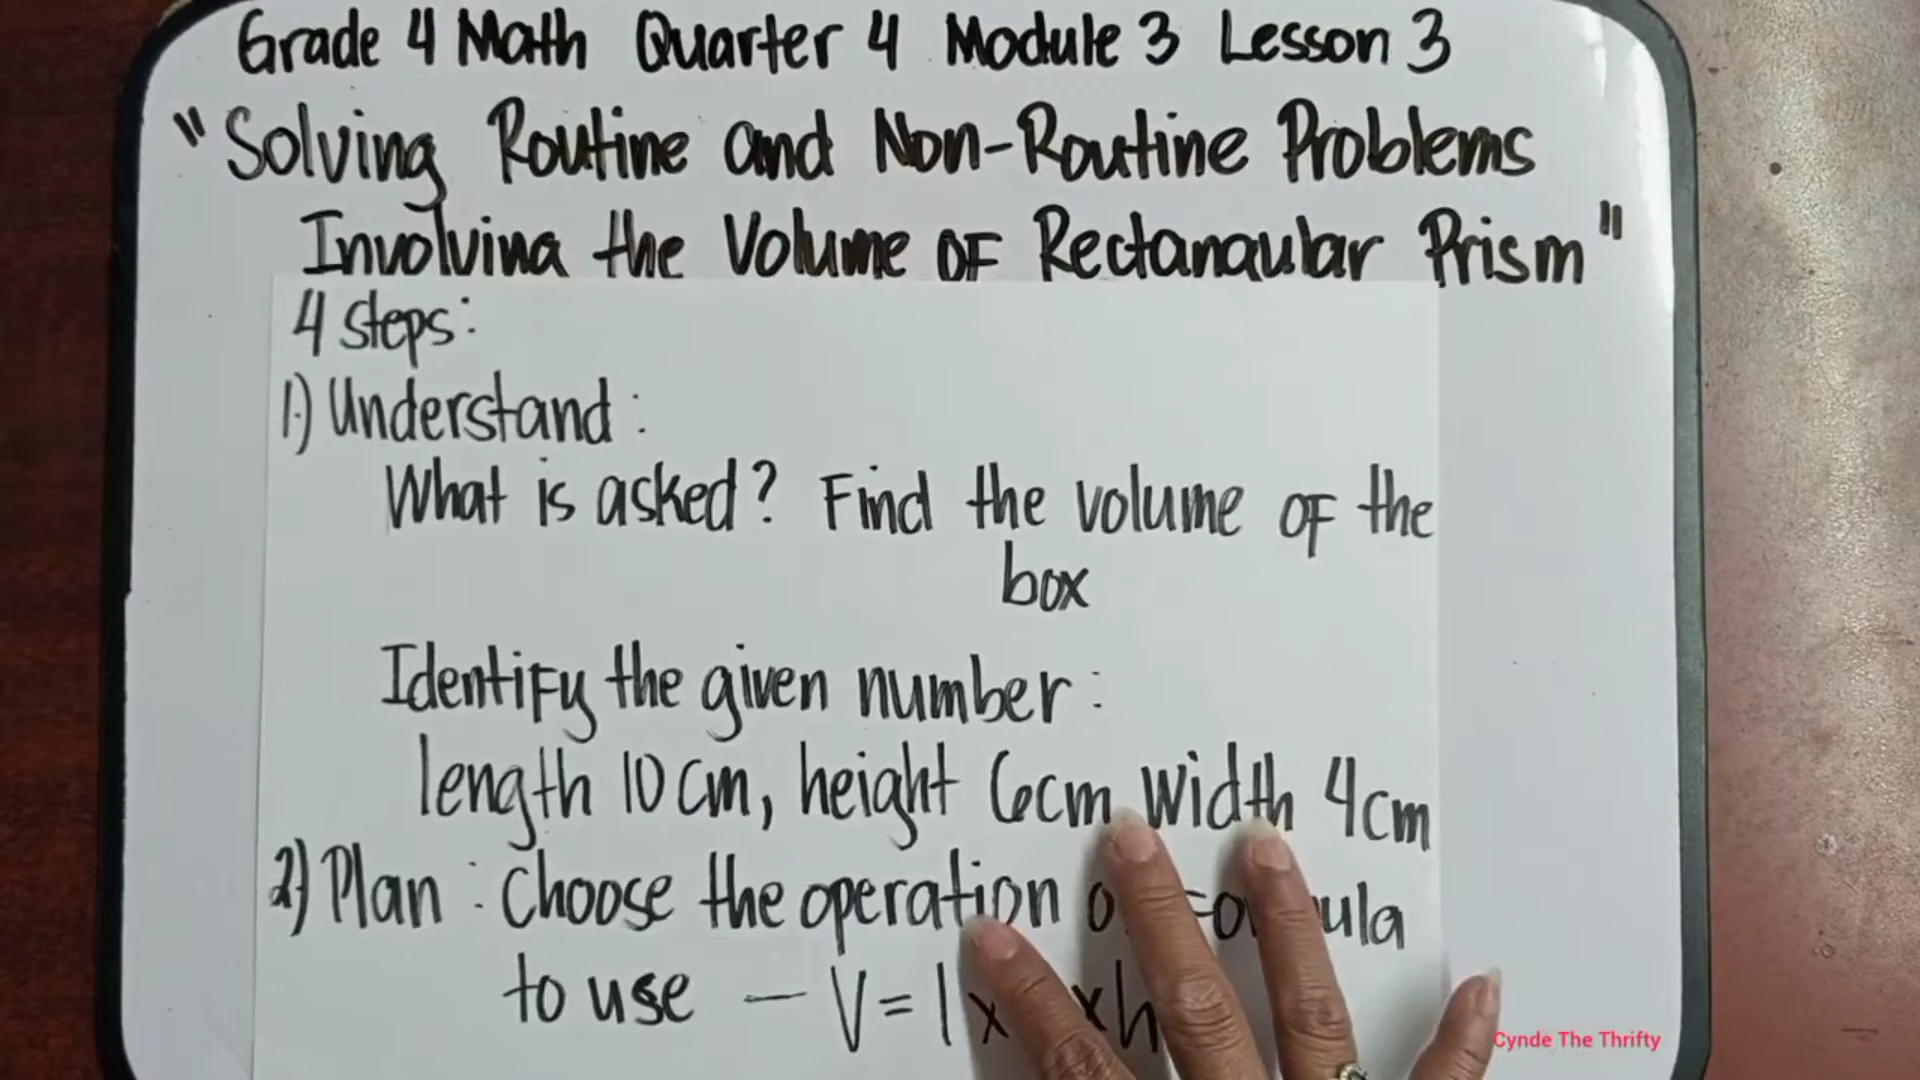 Grade 4 Math Quarter 4 Module 3 Lesson 3
"Solving Routine and Non-Routine Problems
Involving the Volume of Rectangular Prism"
4 steps:
1.) Understand:
What is asked? Find the volume of the
box
Identify the given number:
length 10 cm, height 6cm width 4cm
2.) Plan: Choose the operation
to use — V = l x x h
Cynde The Thrifty